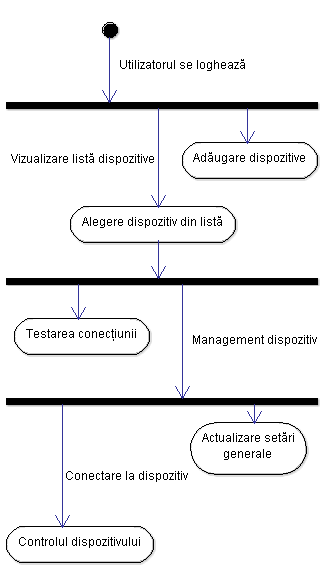 Utilizatorul se loghează
Vizualizare listă dispozitive
Adăugare dispozitive
Alegere dispozitiv din listă
Testarea conecțiunii
Management dispozitiv
Actualizare setări
generale
Conectare la dispozitiv
Controlul dispozitivului